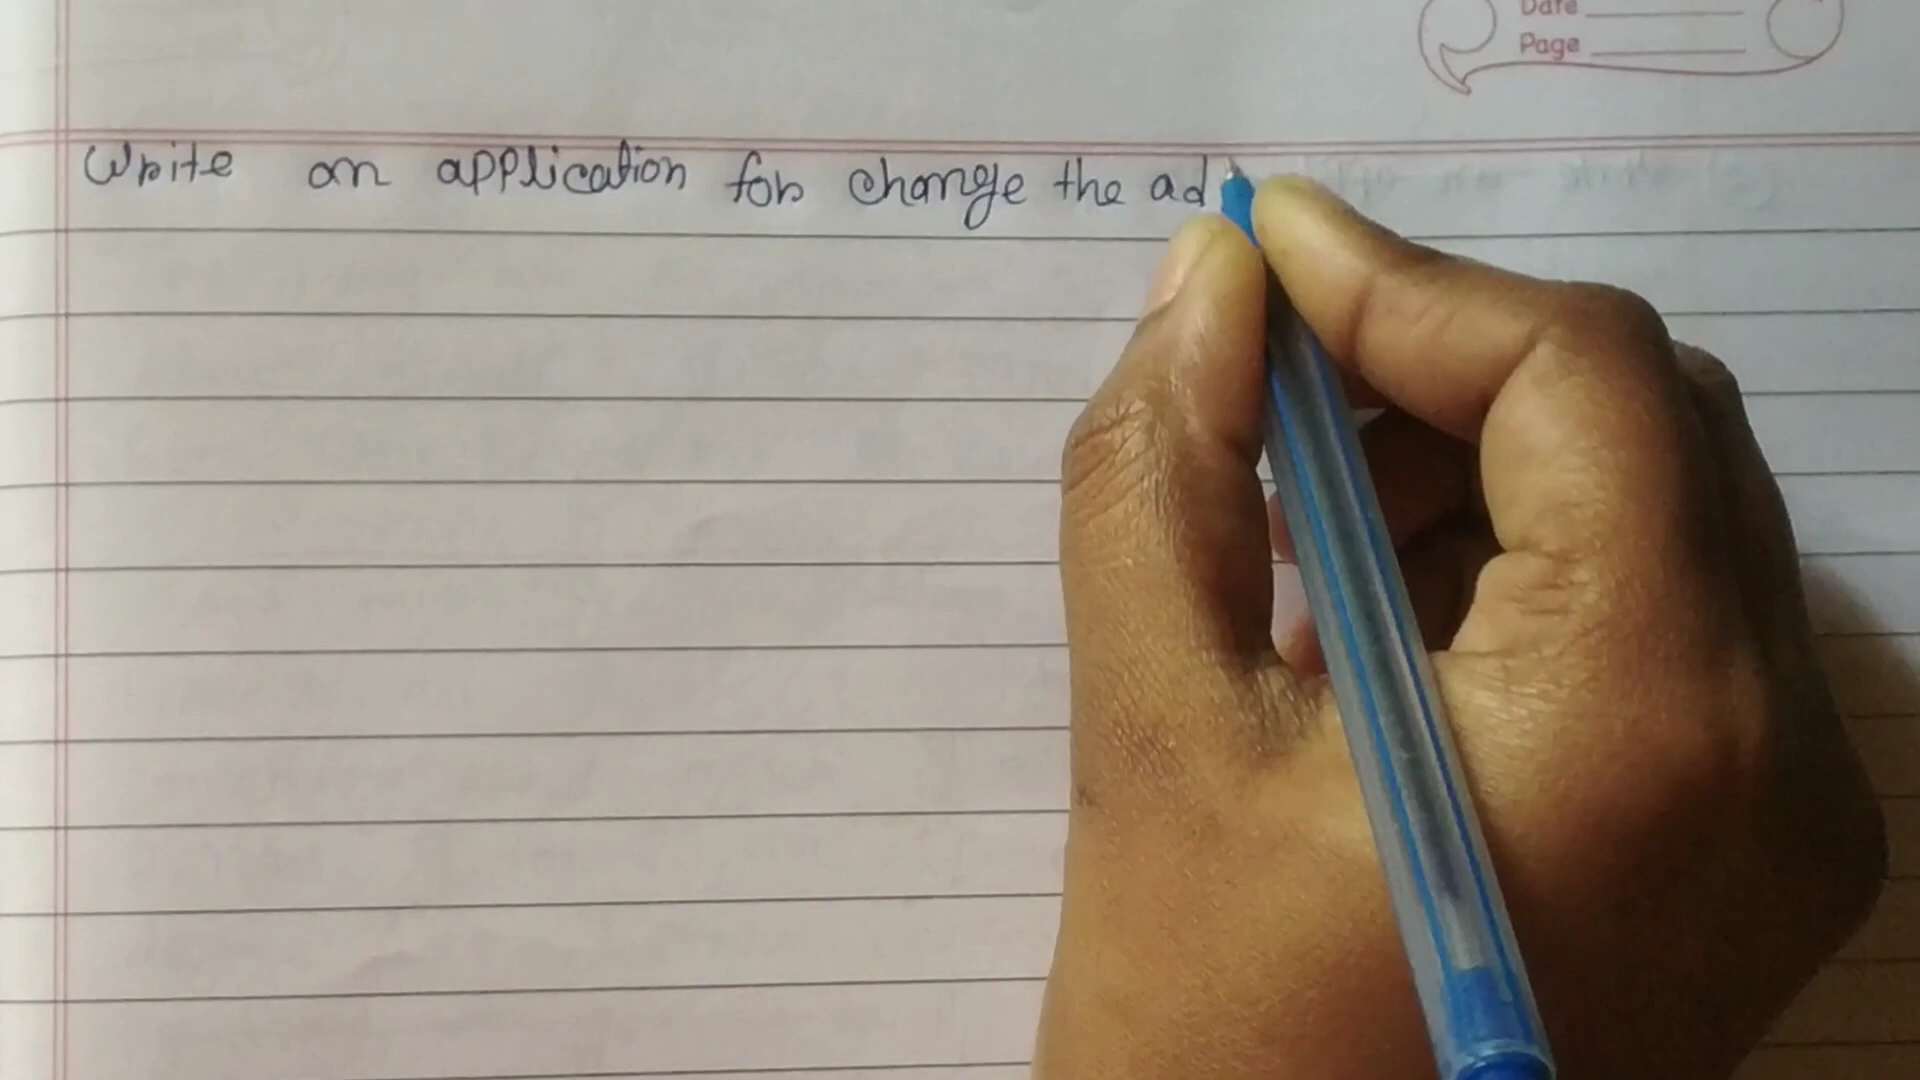 Date
Page
Write an application for change the ad